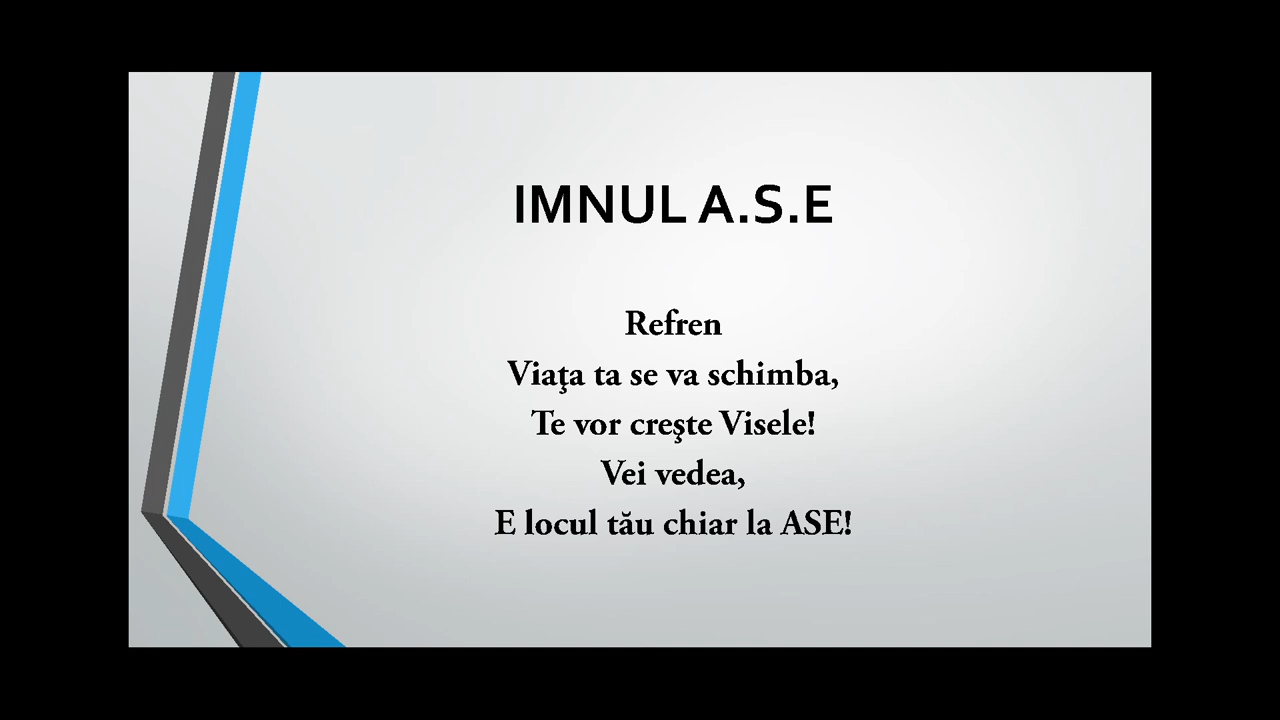 IMNUL A.S.E
Refren
Viaţa ta se va schimba,
Te vor creşte Visele!
Vei vedea,
E locul tău chiar la ASE!